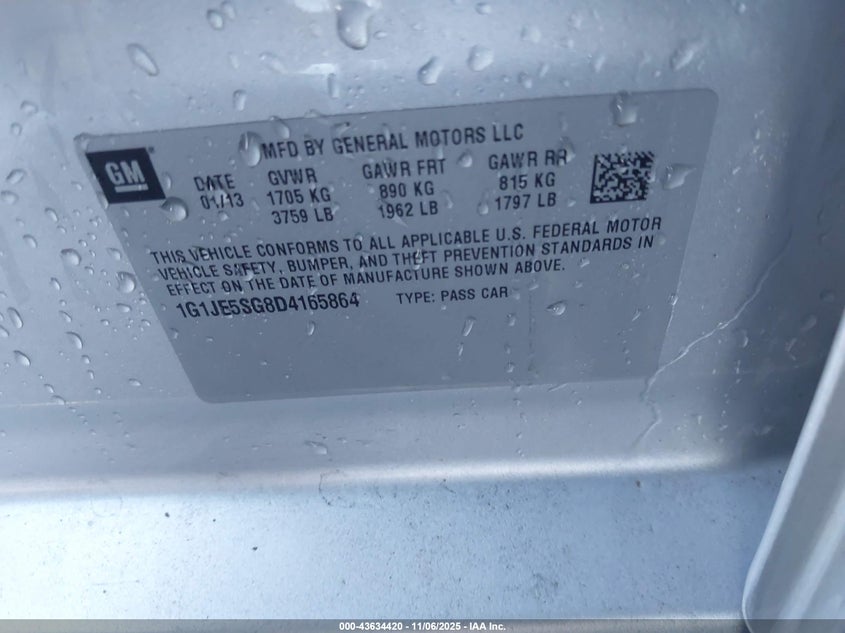 GM
MFD BY GENERAL MOTORS LLC
DATE GVWR GAWR FRT GAWR RR
01/13 1705 KG 890 KG 815 KG
3759 LB 1962 LB 1797 LB
THIS VEHICLE CONFORMS TO ALL APPLICABLE U.S. FEDERAL MOTOR
VEHICLE SAFETY, BUMPER, AND THEFT PREVENTION STANDARDS IN
EFFECT ON THE DATE OF MANUFACTURE SHOWN ABOVE.
1G1JE5SG8D4165864 TYPE: PASS CAR
000-43634420 - 11/06/2025 - IAA Inc.